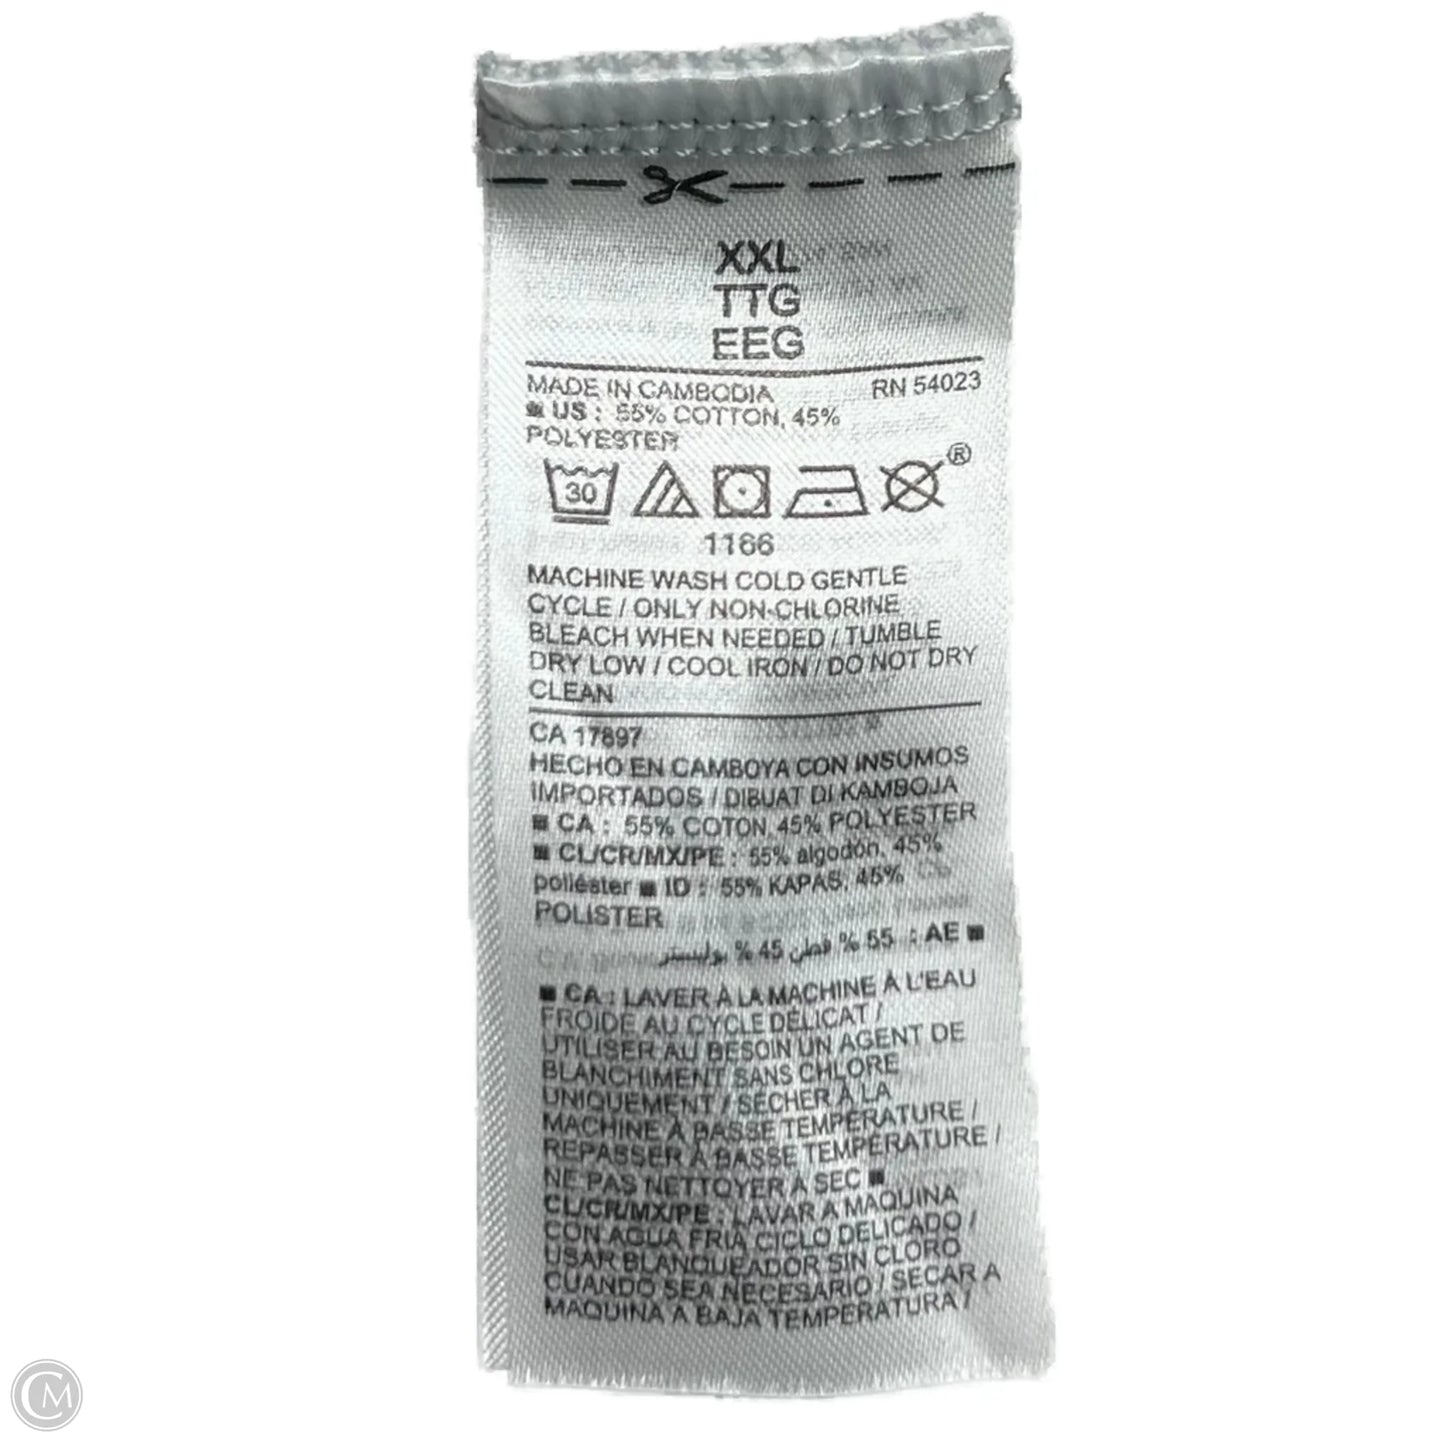 XXL
TTG
EEG
MADE IN CAMBODIA RN 54023
■ US : 55% COTTON, 45%
POLYESTER
30 ®
1166
MACHINE WASH COLD GENTLE
CYCLE / ONLY NON-CHLORINE
BLEACH WHEN NEEDED / TUMBLE
DRY LOW / COOL IRON / DO NOT DRY
CLEAN
CA 17897
HECHO EN CAMBOYA CON INSUMOS
IMPORTADOS / DIBUAT DI KAMBOJA
■ CA : 55% COTON, 45% POLYESTER
■ CL/CR/MX/PE : 55% algodón, 45%
poliéster ■ ID : 55% KAPAS, 45%
POLISTER
■ AE : 55 % قطن 45 % بوليستر
■ CA : LAVER À LA MACHINE À L'EAU
FROIDE AU CYCLE DÉLICAT /
UTILISER AU BESOIN UN AGENT DE
BLANCHIMENT SANS CHLORE
UNIQUEMENT / SÉCHER À LA
MACHINE À BASSE TEMPÉRATURE /
REPASSER À BASSE TEMPÉRATURE /
NE PAS NETTOYER À SEC ■
CL/CR/MX/PE : LAVAR A MAQUINA
CON AGUA FRIA CICLO DELICADO /
USAR BLANQUEADOR SIN CLORO
CUANDO SEA NECESARIO / SECAR A
MAQUINA A BAJA TEMPERATURA /
CM